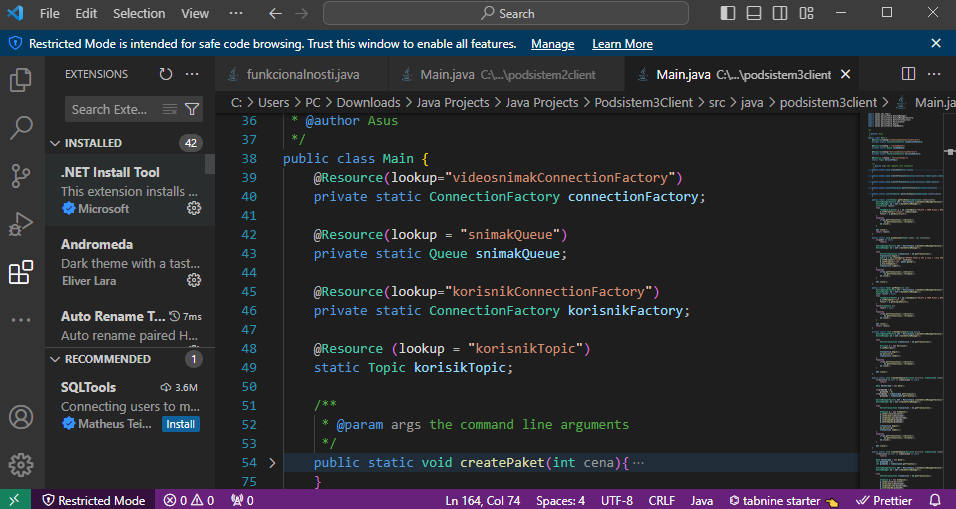 File Edit Selection View ··· Search
Restricted Mode is intended for safe code browsing. Trust this window to enable all features. Manage Learn More
EXTENSIONS ···
funkcionalnosti.java Main.java C:\...\podsistem2client Main.java C:\...\podsistem3client ···
Search Exte...
C: > Users > PC > Downloads > Java Projects > Java Projects > Podsistem3Client > src > java > podsistem3client > Main.ja
INSTALLED 42
.NET Install Tool
This extension installs ...
Microsoft
Andromeda
Dark theme with a tast...
Eliver Lara
Auto Rename T... 7ms
Auto rename paired H...
RECOMMENDED 1
SQLTools 3.6M
Connecting users to m...
Matheus Tei... Install
36 * @author Asus
37 */
38 public class Main {
39 @Resource(lookup="videosnimakConnectionFactory")
40 private static ConnectionFactory connectionFactory;
41
42 @Resource(lookup = "snimakQueue")
43 private static Queue snimakQueue;
44
45 @Resource(lookup="korisnikConnectionFactory")
46 private static ConnectionFactory korisnikFactory;
47
48 @Resource (lookup = "korisnikTopic")
49 static Topic korisikTopic;
50
51 /**
52 * @param args the command line arguments
53 */
54 public static void createPaket(int cena){ ···
75 }
Restricted Mode 0 0 0 Ln 164, Col 74 Spaces: 4 UTF-8 CRLF Java tabnine starter Prettier